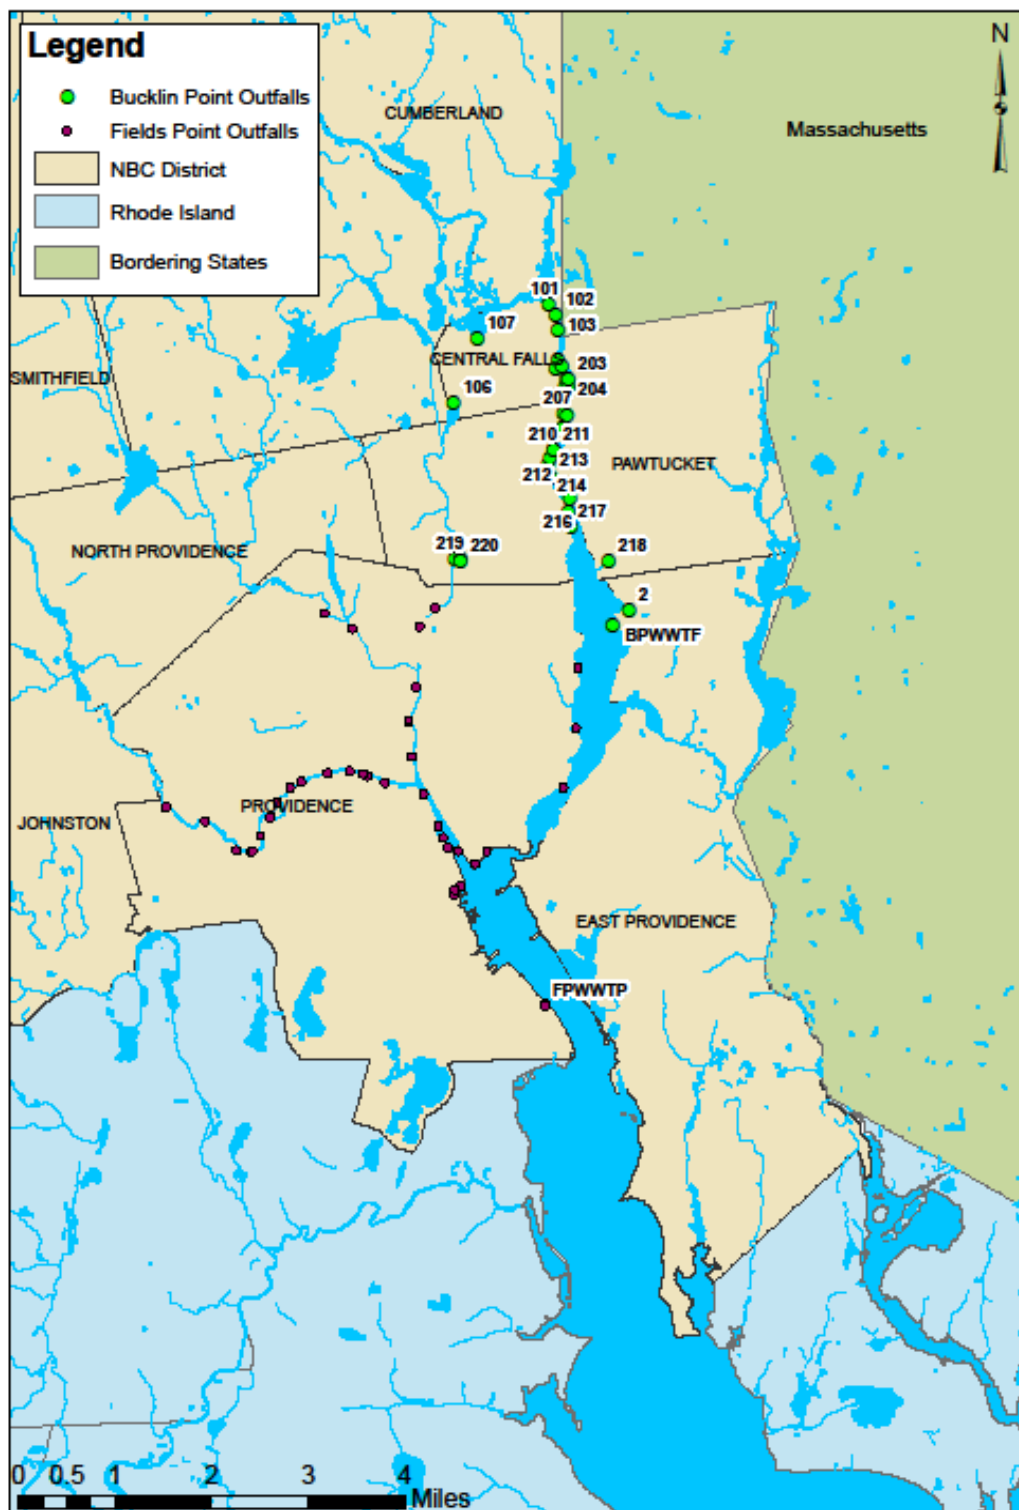 Legend
Bucklin Point Outfalls
Fields Point Outfalls
NBC District
Rhode Island
Bordering States
N
CUMBERLAND
Massachusetts
101
102
103
107
CENTRAL FALLS
203
SMITHFIELD
106
204
207
210
211
213
PAWTUCKET
212
214
217
216
NORTH PROVIDENCE
219
220
218
2
BPWWTF
PROVIDENCE
JOHNSTON
EAST PROVIDENCE
FPWWTP
0 0.5 1 2 3 4
Miles